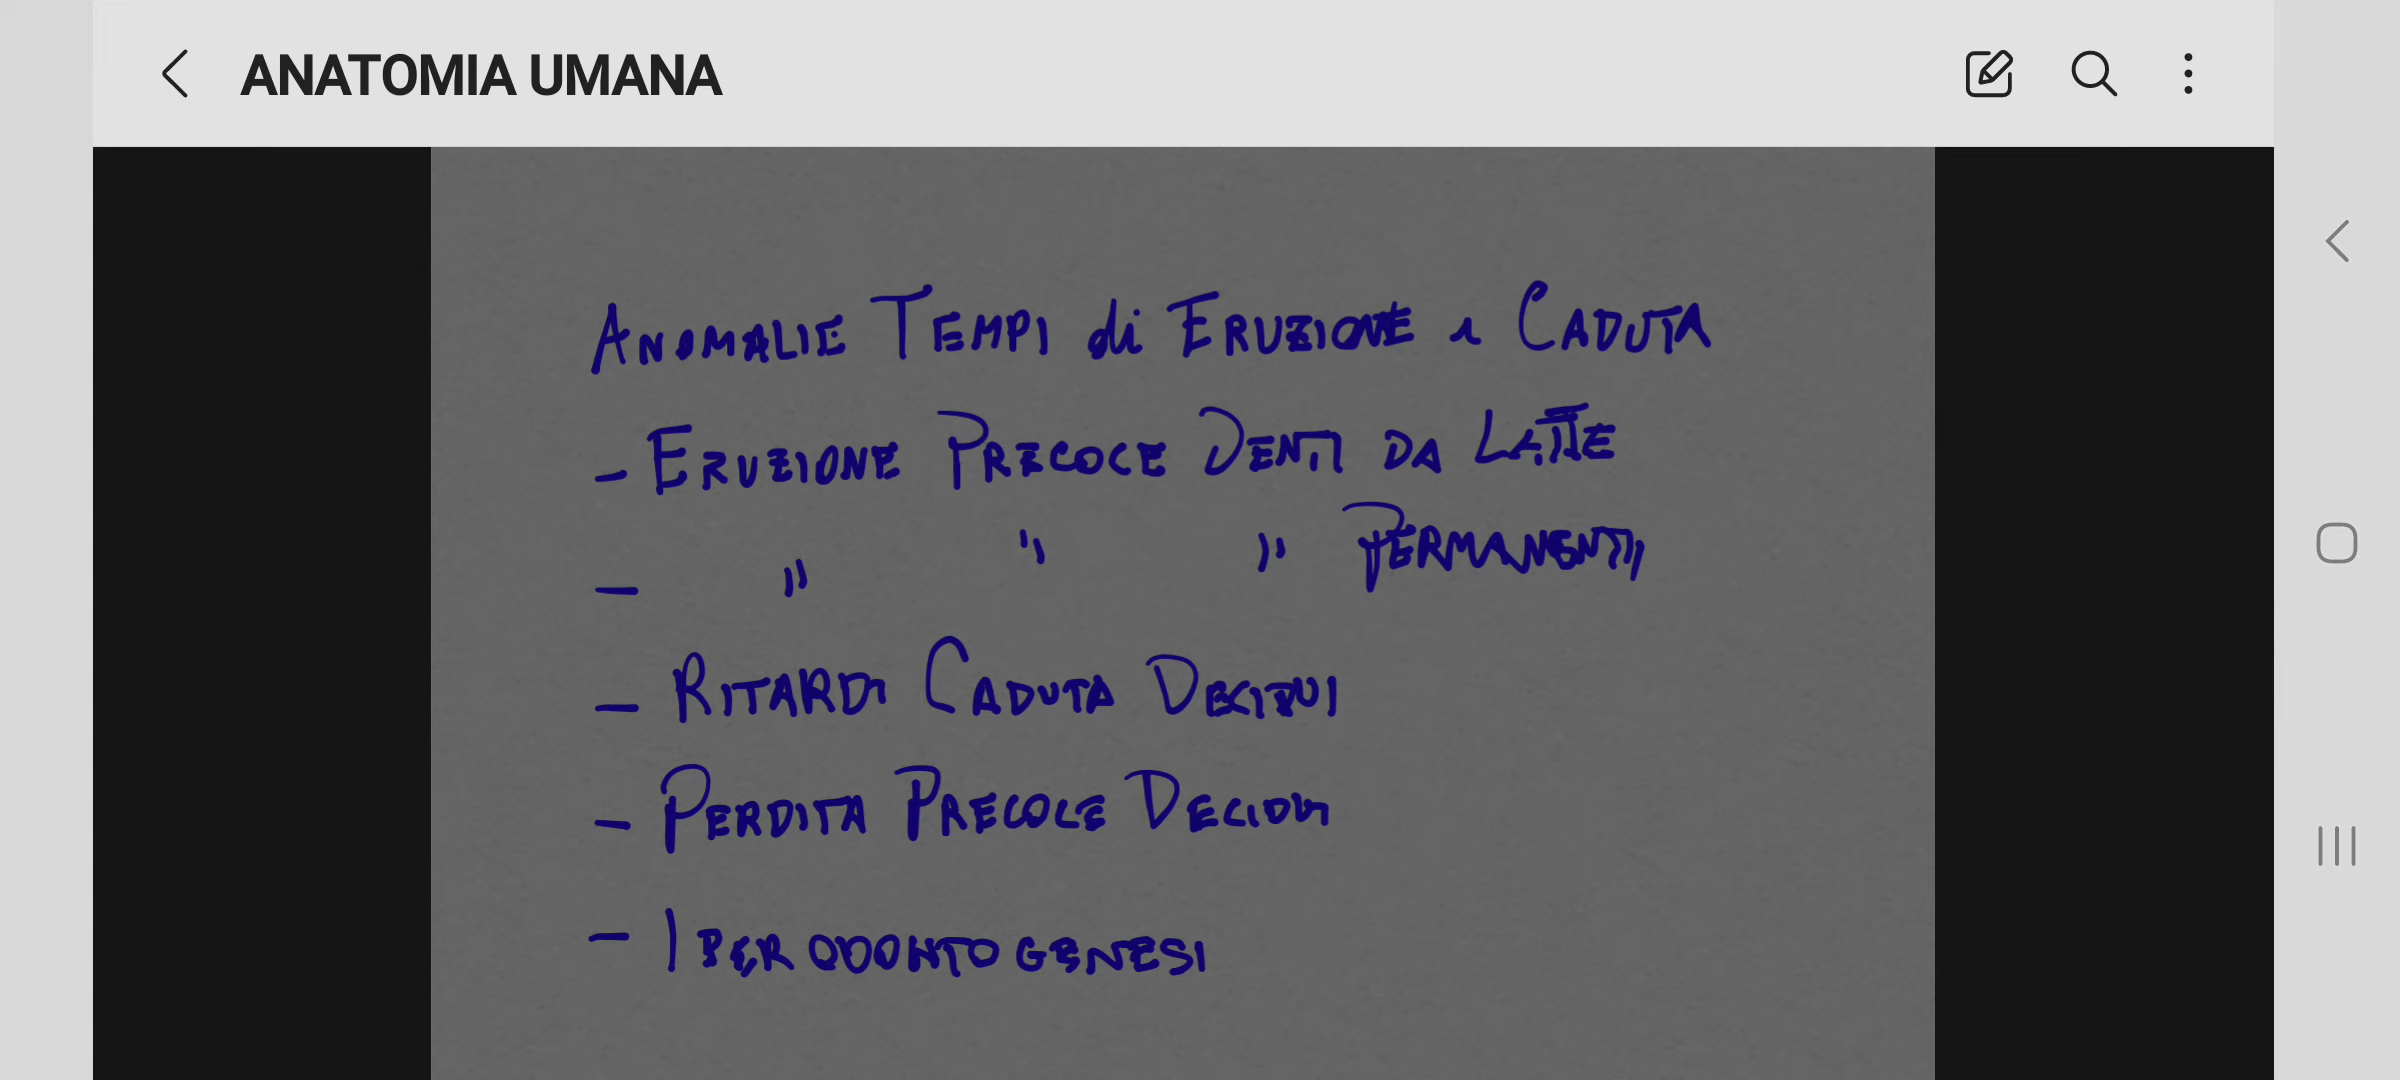 ANATOMIA UMANA
ANOMALIE TEMPI di ERUZIONE e CADUTA
- ERUZIONE PRECOCE DENTI DA LATTE
- " " " PERMANENTI
- RITARDI CADUTA DECIDUI
- PERDITA PRECOCE DECIDUI
- IPERODONTOGENESI